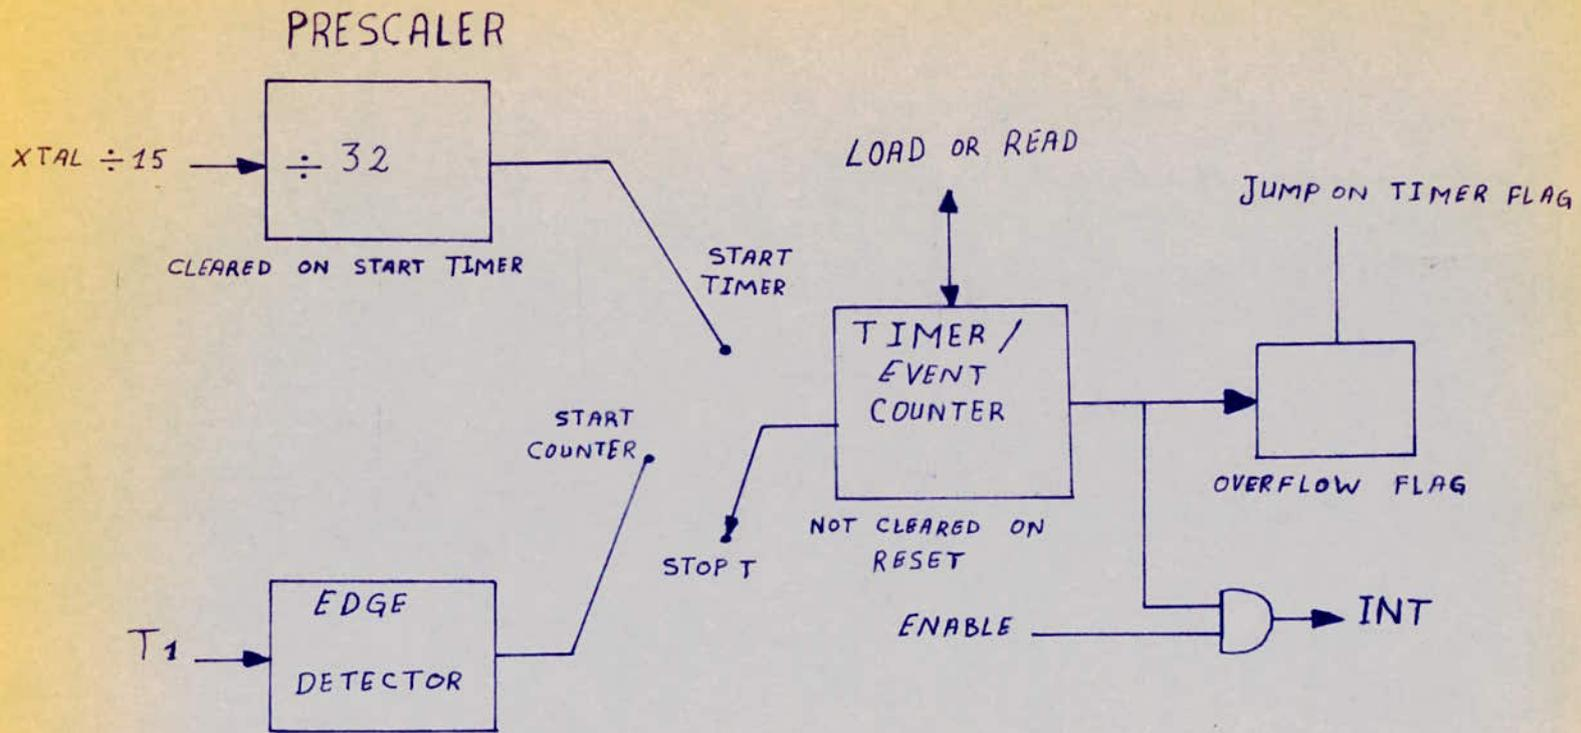 PRESCALER
XTAL ÷ 15
÷ 32
CLEARED ON START TIMER
START
TIMER
LOAD OR READ
JUMP ON TIMER FLAG
TIMER /
EVENT
COUNTER
START
COUNTER
STOP T
NOT CLEARED ON
RESET
OVERFLOW FLAG
EDGE
DETECTOR
T1
ENABLE
INT